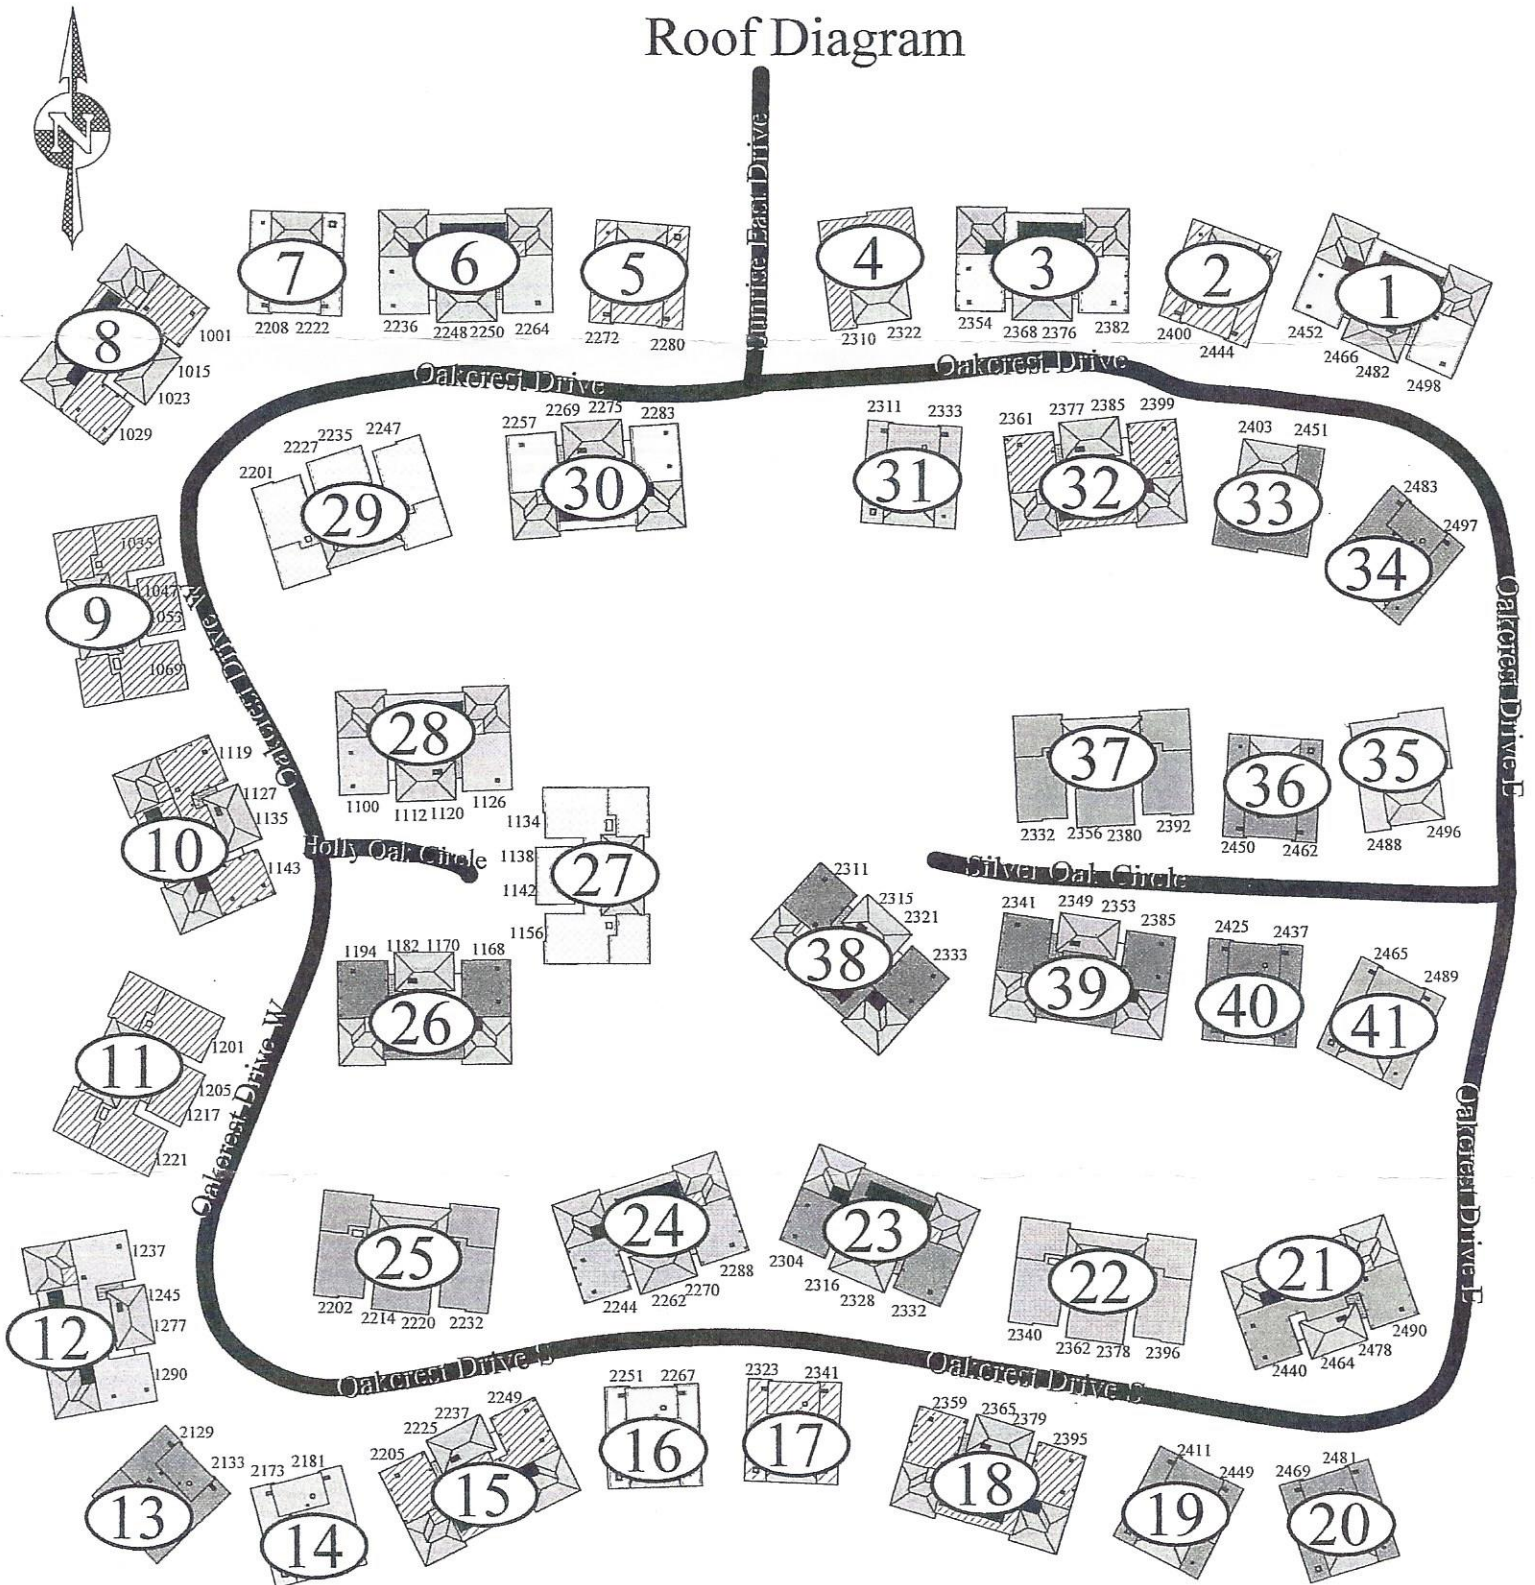 Roof Diagram
N
Sunrise East Drive
7
2208 2222
6
2236 2248 2250 2264
5
2272 2280
4
2310 2322
3
2354 2368 2376 2382
2
2400 2444
1
2452 2466 2482 2498
8
1001
1015
1023
1029
Oakcrest Drive
Oakcrest Drive
29
2201 2227 2235 2247
30
2257 2269 2275 2283
31
2311 2333
32
2361 2377 2385 2399
33
2403 2451
34
2483 2497
9
1035
1047
1053
1069
Oakcrest Drive W
Oakcrest Drive E
28
1100 1112 1120 1126
37
2332 2356 2380 2392
36
2450 2462
35
2488 2496
10
1119
1127
1135
1143
Holly Oak Circle
27
1134
1138
1142
1156
Silver Oak Circle
38
2311
2315
2321
2333
39
2341 2349 2353 2385
40
2425 2437
41
2465 2489
26
1194 1182 1170 1168
11
1201
1205
1217
1221
Oakcrest Drive W
Oakcrest Drive E
25
2202 2214 2220 2232
24
2244 2262 2270 2288
23
2304 2316 2328 2332
22
2340 2362 2378 2396
21
2440 2464 2478 2490
12
1237
1245
1277
1290
Oakcrest Drive S
Oakcrest Drive S
13
2129 2133
14
2173 2181
15
2205 2225 2237 2249
16
2251 2267
17
2323 2341
18
2359 2365 2379 2395
19
2411 2449
20
2469 2481